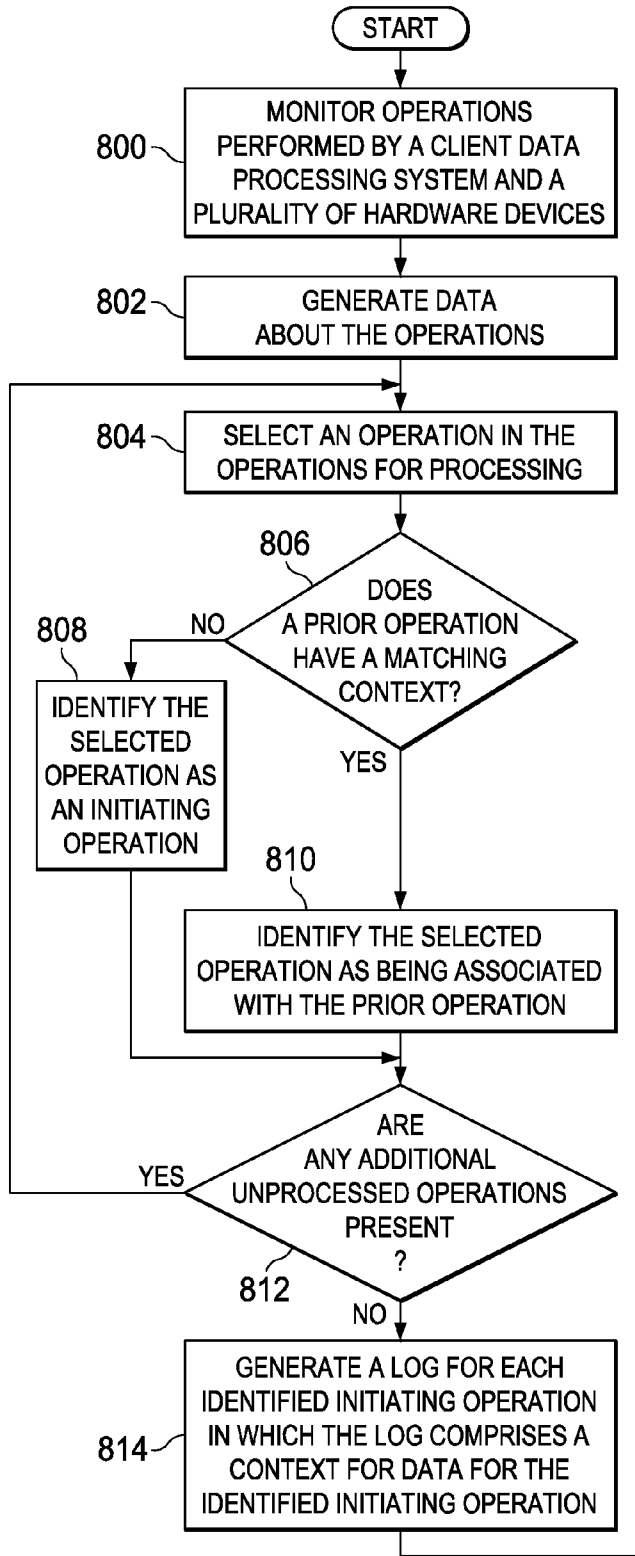 START
800
MONITOR OPERATIONS
PERFORMED BY A CLIENT DATA
PROCESSING SYSTEM AND A
PLURALITY OF HARDWARE DEVICES
802
GENERATE DATA
ABOUT THE OPERATIONS
804
SELECT AN OPERATION IN THE
OPERATIONS FOR PROCESSING
806
DOES
A PRIOR OPERATION
HAVE A MATCHING
CONTEXT?
NO
YES
808
IDENTIFY THE
SELECTED
OPERATION AS
AN INITIATING
OPERATION
810
IDENTIFY THE SELECTED
OPERATION AS BEING ASSOCIATED
WITH THE PRIOR OPERATION
ARE
ANY ADDITIONAL
UNPROCESSED OPERATIONS
PRESENT
?
YES
812
NO
814
GENERATE A LOG FOR EACH
IDENTIFIED INITIATING OPERATION
IN WHICH THE LOG COMPRISES A
CONTEXT FOR DATA FOR THE
IDENTIFIED INITIATING OPERATION